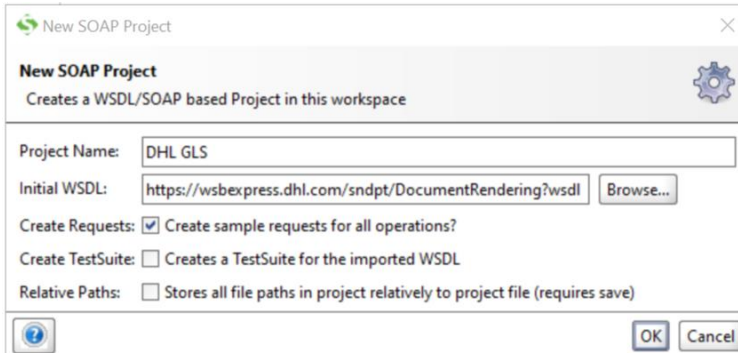 New SOAP Project
New SOAP Project
Creates a WSDL/SOAP based Project in this workspace
Project Name: DHL GLS
Initial WSDL: https://wsbexpress.dhl.com/sndpt/DocumentRendering?wsdl Browse...
Create Requests: Create sample requests for all operations?
Create TestSuite: Creates a TestSuite for the imported WSDL
Relative Paths: Stores all file paths in project relatively to project file (requires save)
? OK Cancel